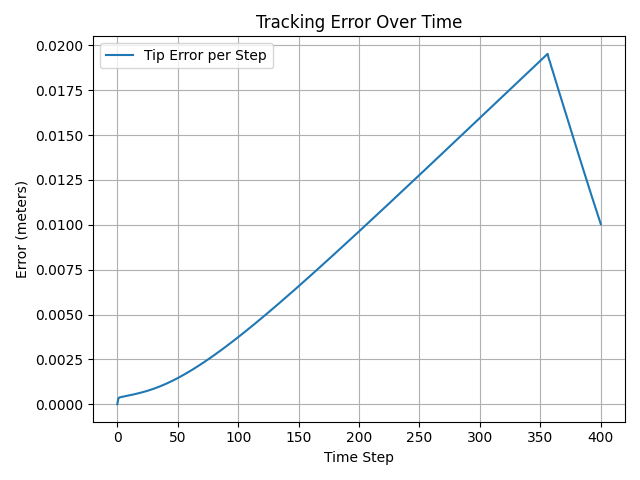 Tracking Error Over Time
Tip Error per Step
0.0200
0.0175
0.0150
0.0125
0.0100
0.0075
0.0050
0.0025
0.0000
Error (meters)
0 50 100 150 200 250 300 350 400
Time Step